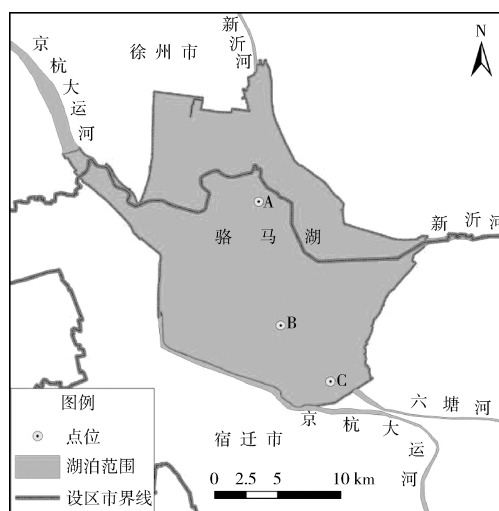 京杭大运河
徐州市
新沂河
N
A
骆马湖
新沂河
B
C
六塘河
京杭大运河
宿迁市
图例
点位
湖泊范围
设区市界线
0 2.5 5 10 km